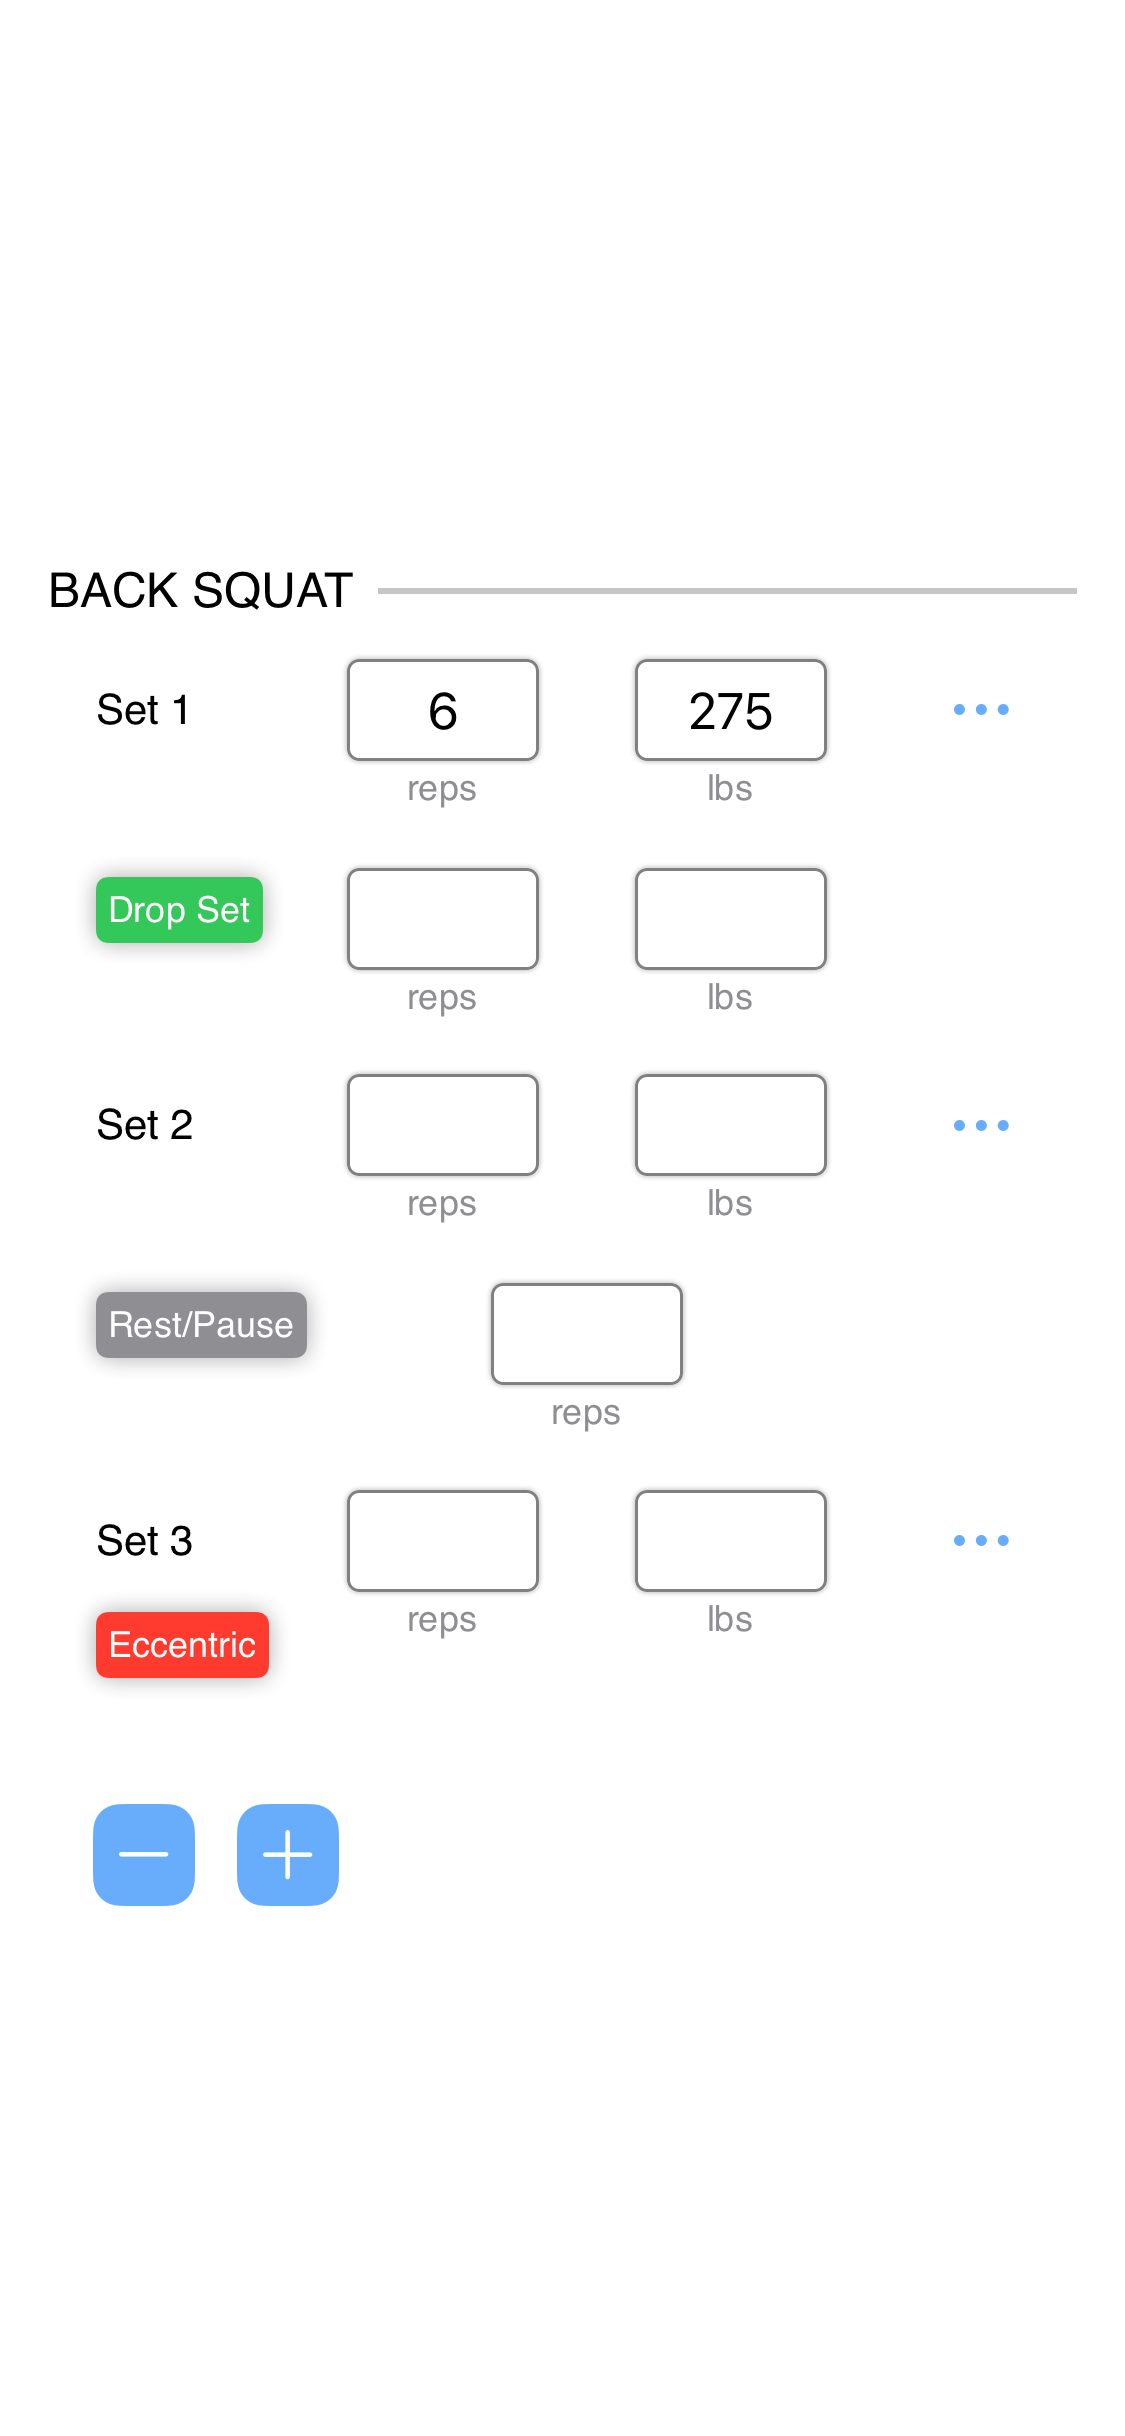 BACK SQUAT
Set 1 6 275
reps lbs
Drop Set
reps lbs
Set 2
reps lbs
Rest/Pause
reps
Set 3
reps lbs
Eccentric